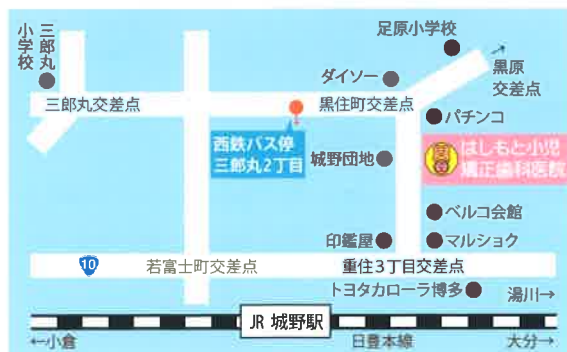 三郎丸
小学校
足原小学校
黒原
交差点
ダイソー
三郎丸交差点
黒住町交差点
パチンコ
西鉄バス停
三郎丸2丁目
城野団地
はしもと小児
矯正歯科医院
ベルコ会館
印鑑屋
マルショク
10
若富士町交差点
重住3丁目交差点
トヨタカローラ博多
湯川→
JR 城野駅
←小倉
日豊本線
大分→